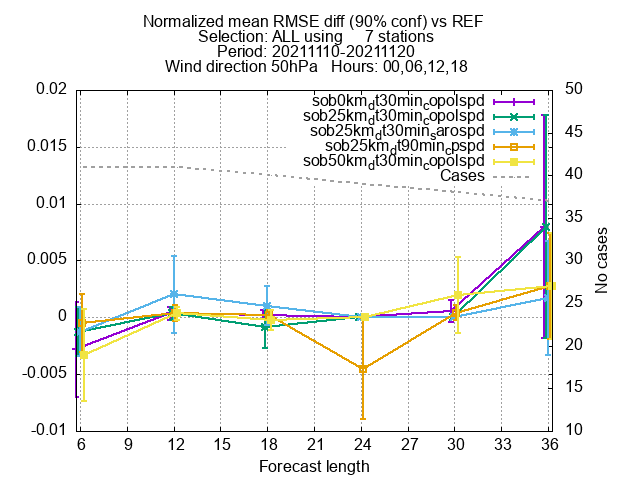 Normalized mean RMSE diff (90% conf) vs REF
Selection: ALL using     7 stations
Period: 20211110-20211120
Wind direction 50hPa   Hours: 00,06,12,18
sob0km_dt30min_copolspd
sob25km_dt30min_copolspd
sob25km_dt30min_sarospd
sob25km_dt90min_cpspd
sob50km_dt30min_copolspd
Cases
0.02
0.015
0.01
0.005
0
-0.005
-0.01
50
45
40
35
30
25
20
15
10
No cases
6 9 12 15 18 21 24 27 30 33 36
Forecast length